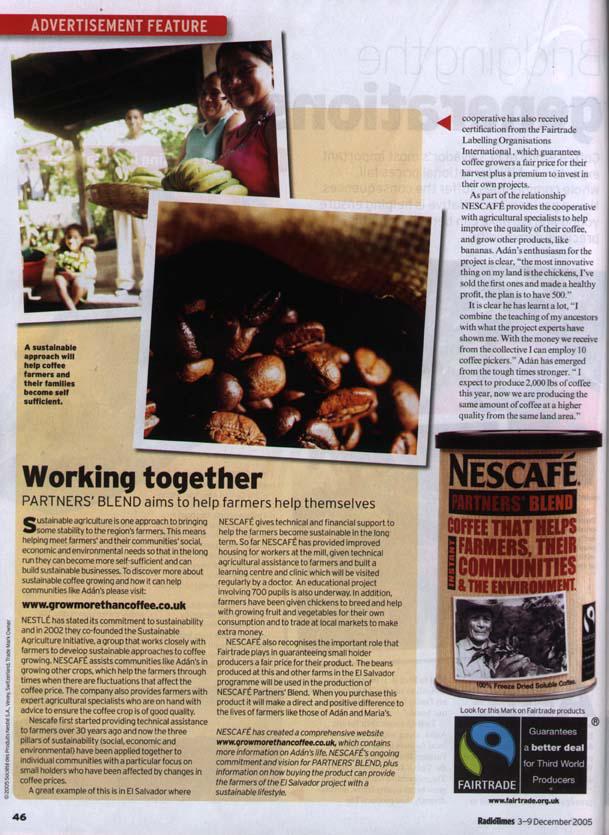 ADVERTISEMENT FEATURE
A sustainable
approach will
help coffee
farmers and
their families
become self
sufficient.
Working together
PARTNERS' BLEND aims to help farmers help themselves
Sustainable agriculture is one approach to bringing
some stability to the region's farmers. This means
helping meet farmers' and their communities' social,
economic and environmental needs so that in the long
run they can become more self-sufficient and can
build sustainable businesses. To discover more about
sustainable coffee growing and how it can help
communities like Adán's please visit:
www.growmorethancoffee.co.uk
NESTLÉ has stated its commitment to sustainability
and in 2002 they co-founded the Sustainable
Agriculture Initiative, a group that works closely with
farmers to develop sustainable approaches to coffee
growing. NESCAFÉ assists communities like Adán's in
growing other crops, which help the farmers through
times when there are fluctuations that affect the
coffee price. The company also provides farmers with
expert agricultural specialists who are on hand with
advice to ensure the coffee crop is of good quality.
Nescafe first started providing technical assistance
to farmers over 30 years ago and now the three
pillars of sustainability (social, economic and
environmental) have been applied together to
individual communities with a particular focus on
small holders who have been affected by changes in
coffee prices.
A great example of this is in El Salvador where
NESCAFÉ gives technical and financial support to
help the farmers become sustainable in the long
term. So far NESCAFÉ has provided improved
housing for workers at the mill, given technical
agricultural assistance to farmers and built a
learning centre and clinic which will be visited
regularly by a doctor. An educational project
involving 700 pupils is also underway. In addition,
farmers have been given chickens to breed and help
with growing fruit and vegetables for their own
consumption and to trade at local markets to make
extra money.
NESCAFÉ also recognises the important role that
Fairtrade plays in guaranteeing small holder
producers a fair price for their product. The beans
produced at this and other farms in the El Salvador
programme will be used in the production of
NESCAFÉ Partners' Blend. When you purchase this
product it will make a direct and positive difference to
the lives of farmers like those of Adán and Maria's.
NESCAFÉ has created a comprehensive website
www.growmorethancoffee.co.uk, which contains
more information on Adán's life, NESCAFÉ's ongoing
commitment and vision for PARTNERS' BLEND, plus
information on how buying the product can provide
the farmers of the El Salvador project with a
sustainable lifestyle.
cooperative has also received
certification from the Fairtrade
Labelling Organisations
International, which guarantees
coffee growers a fair price for their
harvest plus a premium to invest in
their own projects.
As part of the relationship
NESCAFÉ provides the cooperative
with agricultural specialists to help
improve the quality of their coffee,
and grow other products, like
bananas. Adán's enthusiasm for the
project is clear, "the most innovative
thing on my land is the chickens, I've
sold the first ones and made a healthy
profit, the plan is to have 500."
It is clear he has learnt a lot, "I
combine the teaching of my ancestors
with what the project experts have
shown me. With the money we receive
from the collective I can employ 10
coffee pickers." Adán has emerged
from the tough times stronger. " I
expect to produce 2,000 lbs of coffee
this year, now we are producing the
same amount of coffee at a higher
quality from the same land area."
NESCAFÉ
PARTNERS' BLEND
INSTANT
COFFEE THAT HELPS
FARMERS, THEIR
COMMUNITIES
& THE ENVIRONMENT.
100% Freeze Dried Soluble Coffee.
Look for this Mark on Fairtrade products
FAIRTRADE
Guarantees
a better deal
for Third World
Producers
®
www.fairtrade.org.uk
©2005 Société des Produits Nestlé S.A., Vevey, Switzerland. Trade Mark Owner
46
RadioTimes 3–9 December 2005